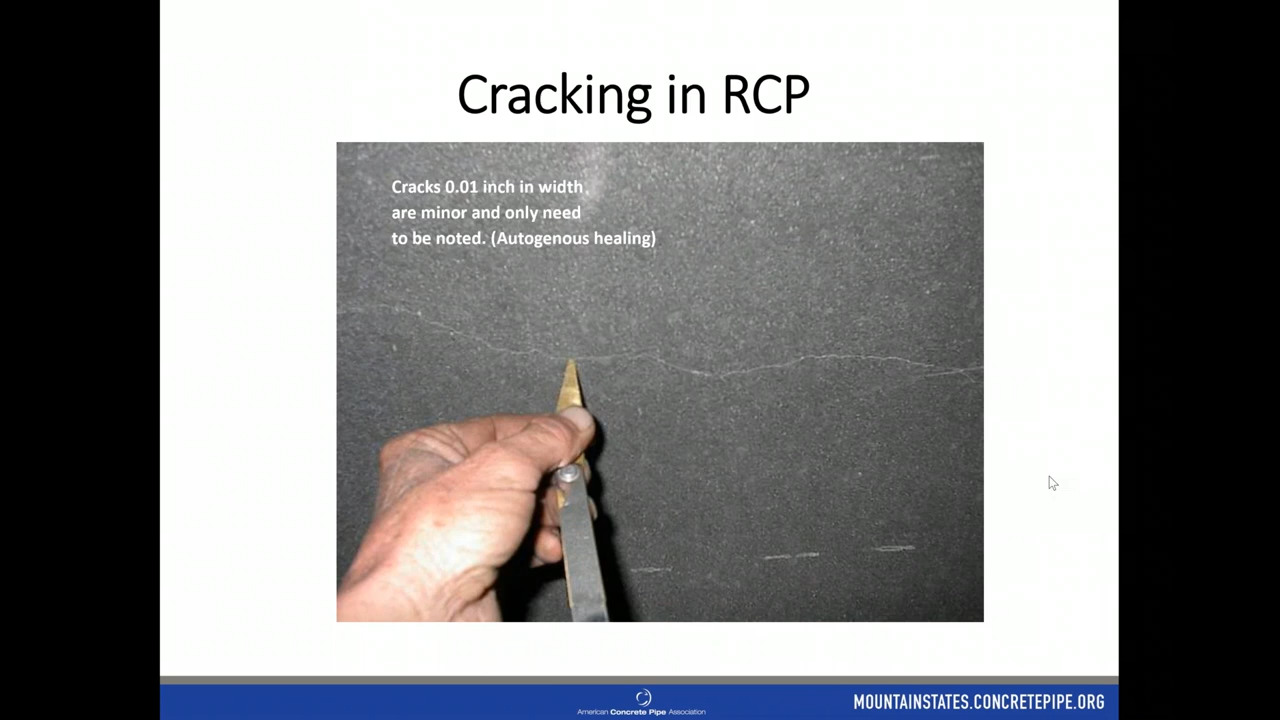 Cracking in RCP
Cracks 0.01 inch in width
are minor and only need
to be noted. (Autogenous healing)
American Concrete Pipe Association
MOUNTAINSTATES.CONCRETEPIPE.ORG